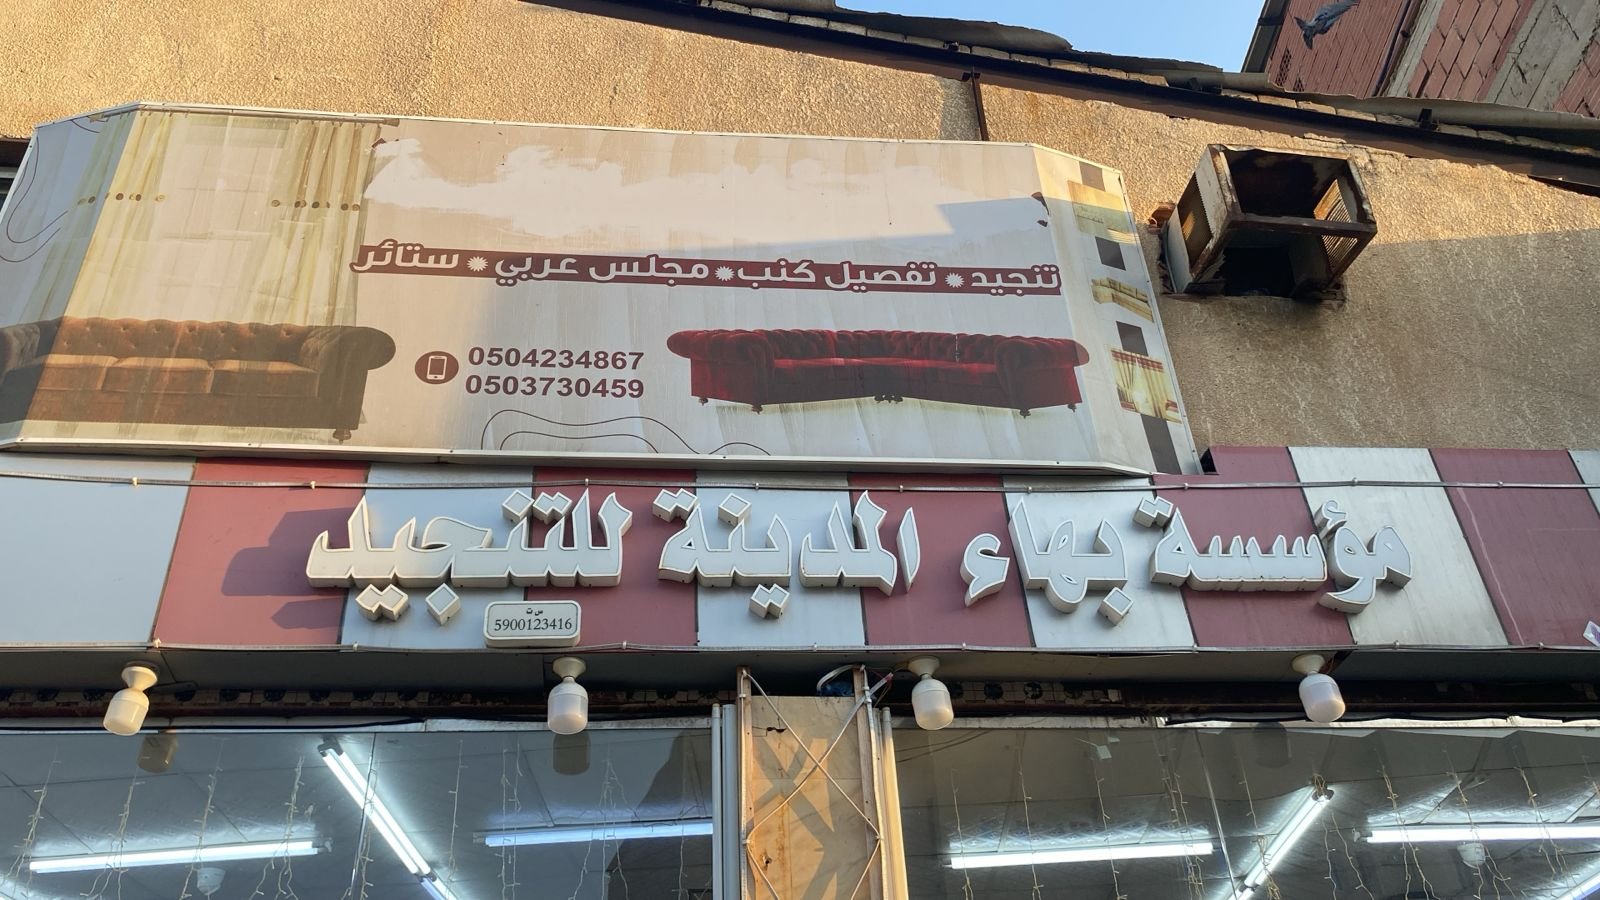 تنجيد * تفصيل كنب * مجلس عربي * ستائر
0504234867
0503730459
مؤسسة بهاء المدينة للتنجيد
س ت
5900123416